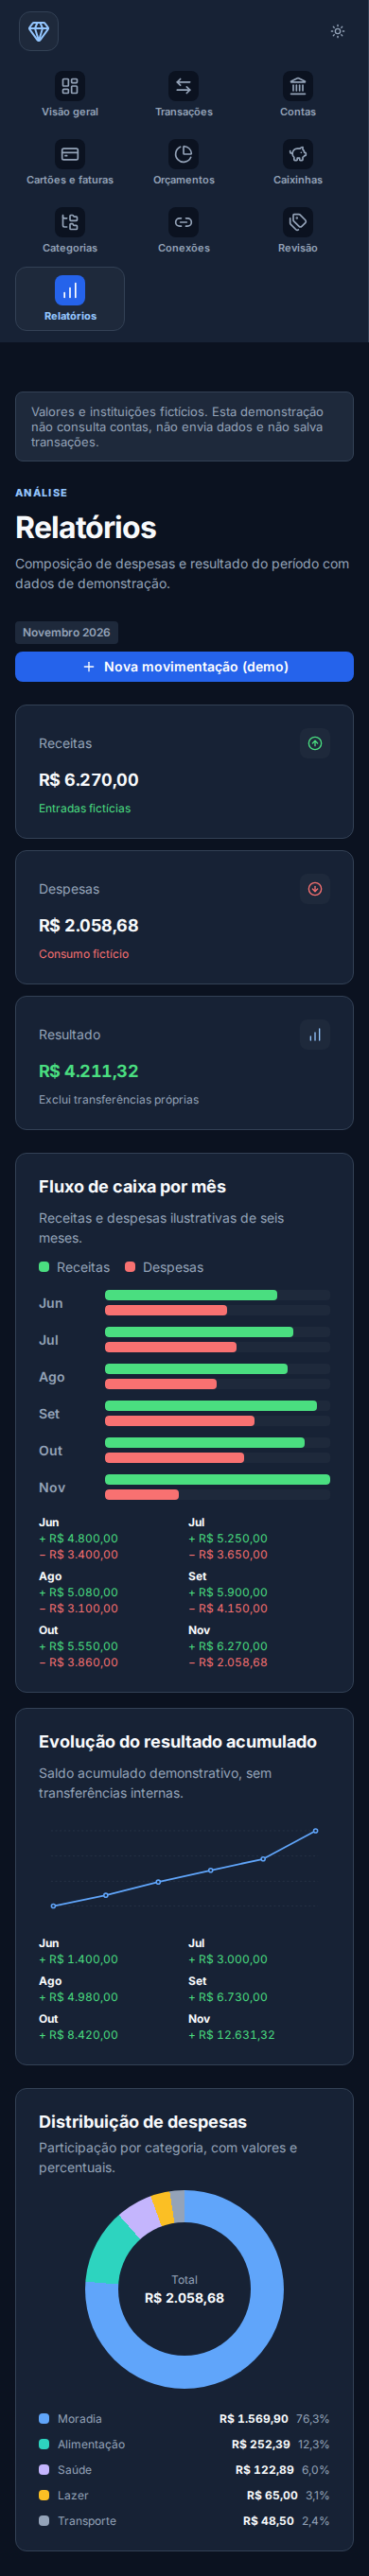 Visão geral
Transações
Contas
Cartões e faturas
Orçamentos
Caixinhas
Categorias
Conexões
Revisão
Relatórios
Valores e instituições fictícios. Esta demonstração
não consulta contas, não envia dados e não salva
transações.
ANÁLISE
Relatórios
Composição de despesas e resultado do período com
dados de demonstração.
Novembro 2026
+ Nova movimentação (demo)
Receitas
R$ 6.270,00
Entradas fictícias
Despesas
R$ 2.058,68
Consumo fictício
Resultado
R$ 4.211,32
Exclui transferências próprias
Fluxo de caixa por mês
Receitas e despesas ilustrativas de seis
meses.
Receitas Despesas
Jun
Jul
Ago
Set
Out
Nov
Jun Jul
+ R$ 4.800,00 + R$ 5.250,00
− R$ 3.400,00 − R$ 3.650,00
Ago Set
+ R$ 5.080,00 + R$ 5.900,00
− R$ 3.100,00 − R$ 4.150,00
Out Nov
+ R$ 5.550,00 + R$ 6.270,00
− R$ 3.860,00 − R$ 2.058,68
Evolução do resultado acumulado
Saldo acumulado demonstrativo, sem
transferências internas.
Jun Jul
+ R$ 1.400,00 + R$ 3.000,00
Ago Set
+ R$ 4.980,00 + R$ 6.730,00
Out Nov
+ R$ 8.420,00 + R$ 12.631,32
Distribuição de despesas
Participação por categoria, com valores e
percentuais.
Total
R$ 2.058,68
Moradia R$ 1.569,90 76,3%
Alimentação R$ 252,39 12,3%
Saúde R$ 122,89 6,0%
Lazer R$ 65,00 3,1%
Transporte R$ 48,50 2,4%